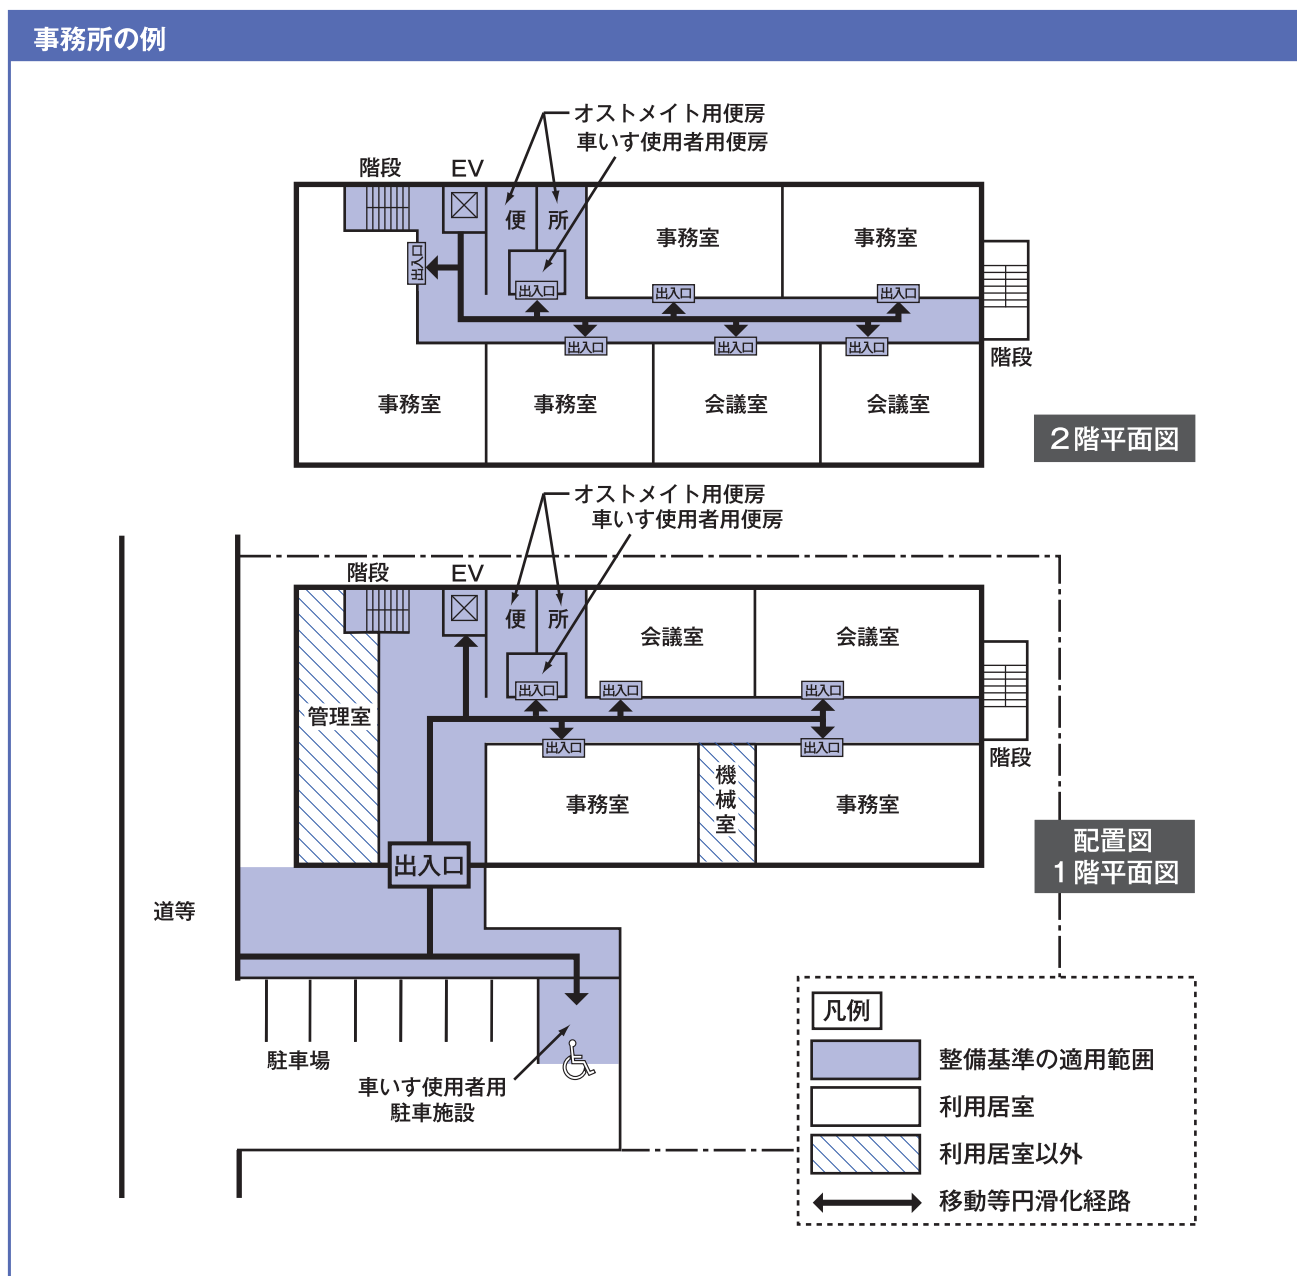 事務所の例
オストメイト用便房
車いす使用者用便房
階段
EV
便
所
事務室
事務室
出入口
出入口
出入口
出入口
出入口
出入口
出入口
階段
事務室
事務室
会議室
会議室
2階平面図
オストメイト用便房
車いす使用者用便房
階段
EV
便
所
会議室
会議室
出入口
出入口
出入口
管理室
出入口
出入口
階段
機械室
事務室
事務室
配置図
1階平面図
出入口
道等
駐車場
車いす使用者用
駐車施設
凡例
整備基準の適用範囲
利用居室
利用居室以外
移動等円滑化経路